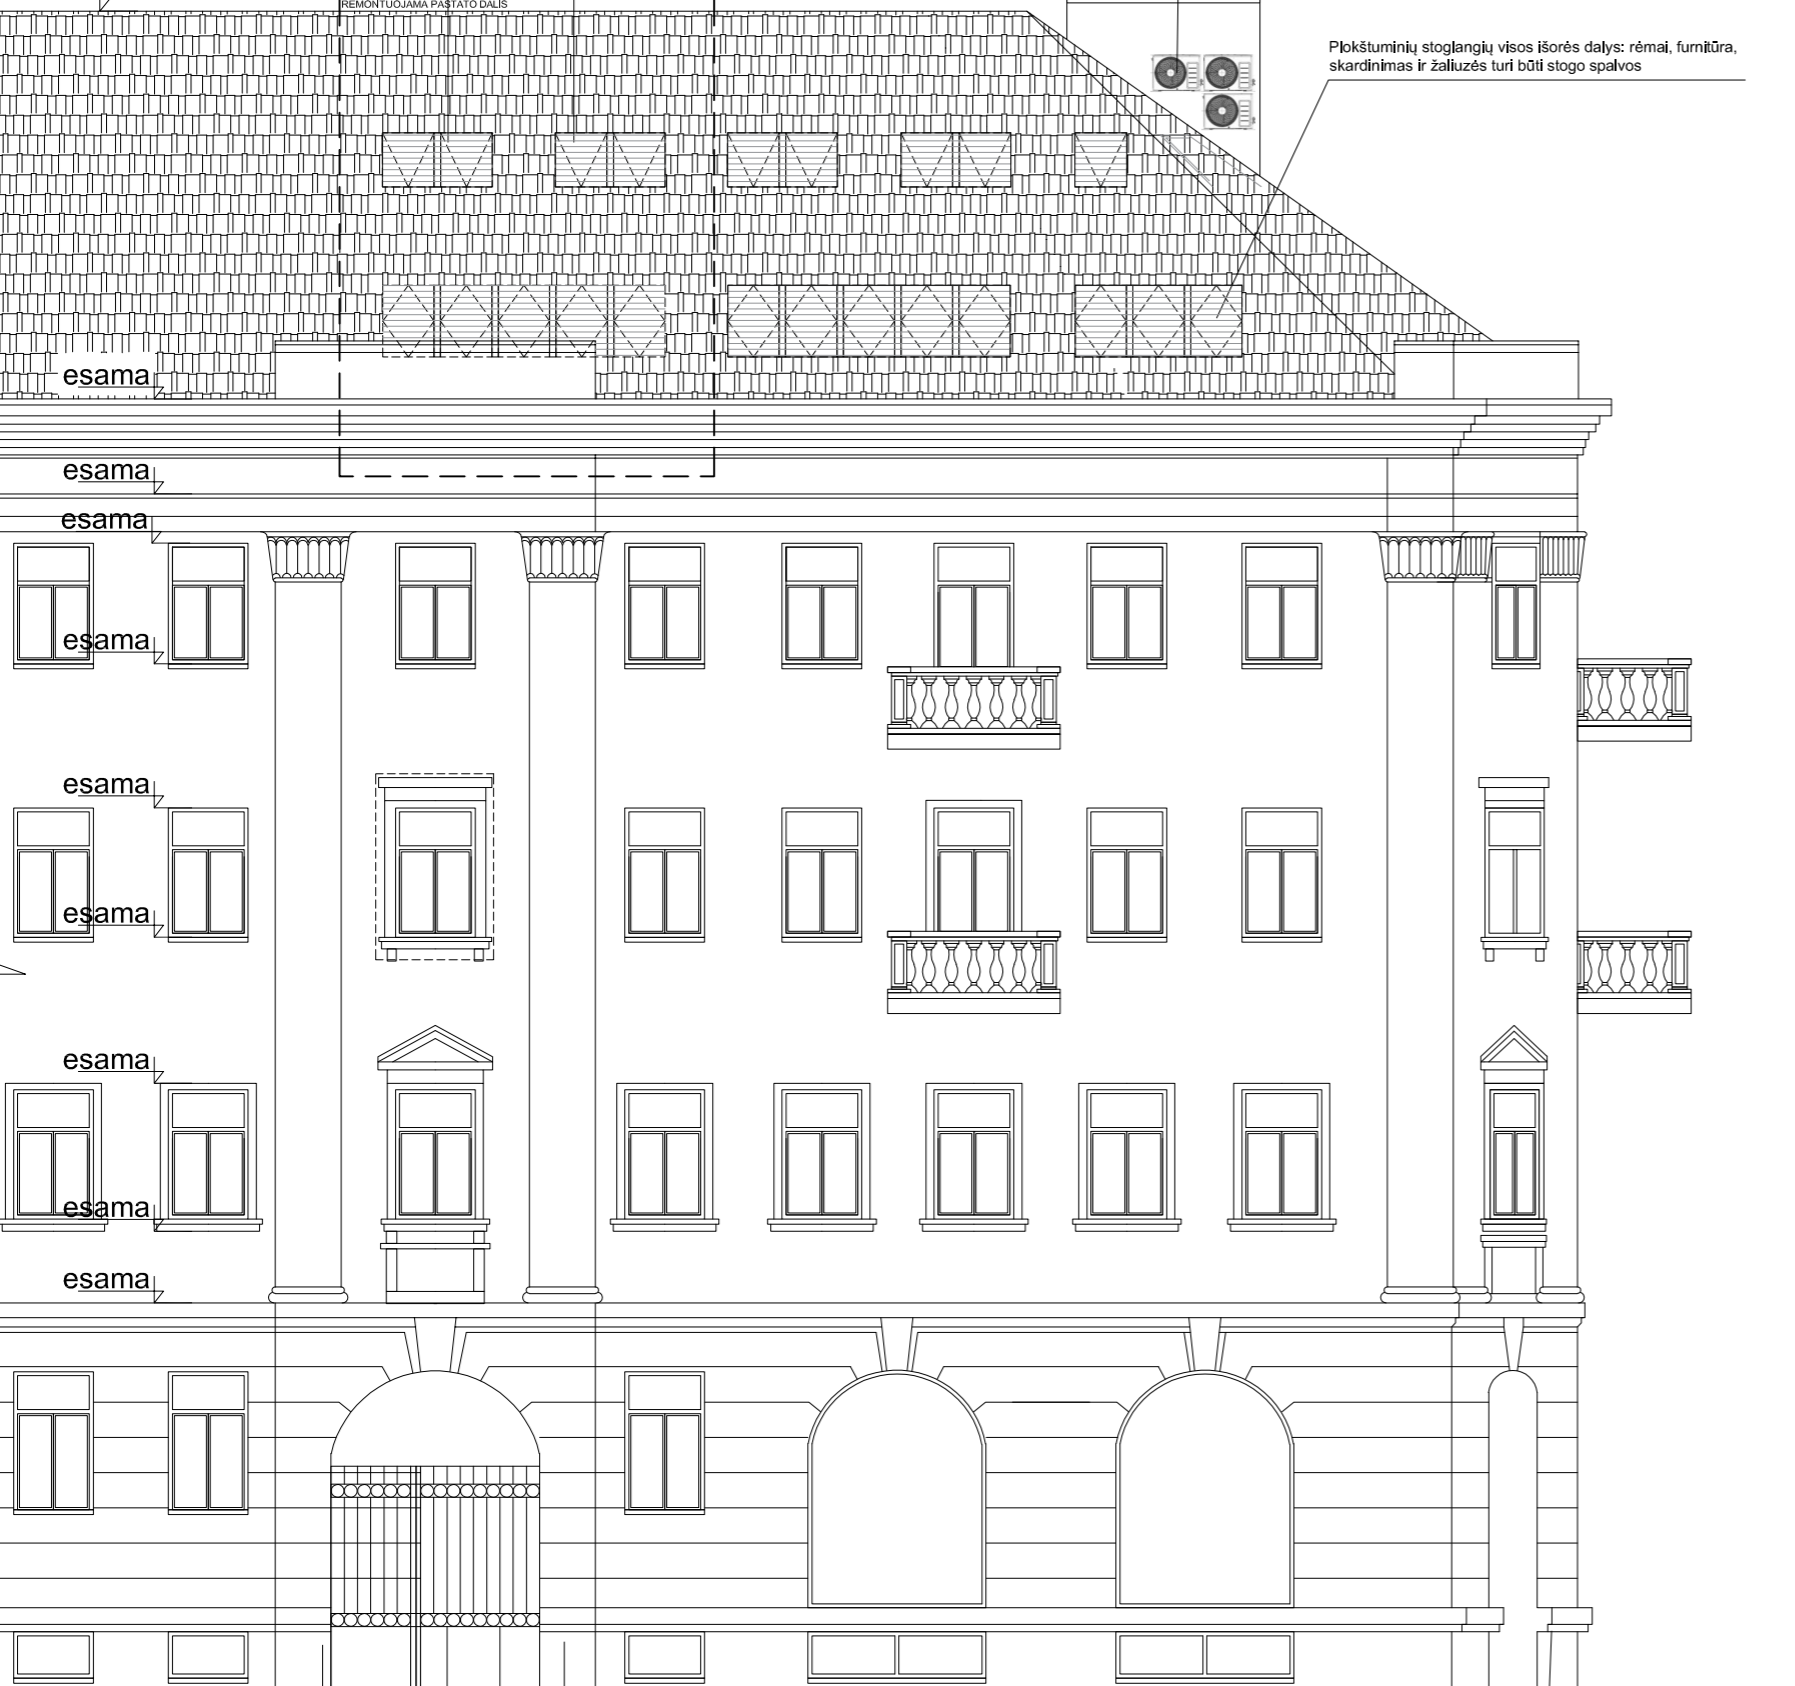 REMONTUOJAMA PASTATO DALIS
Plokštuminių stoglangių visos išorės dalys: rėmai, furnitūra,
skardinimas ir žaliuzės turi būti stogo spalvos
esama
esama
esama
esama
esama
esama
esama
esama
esama